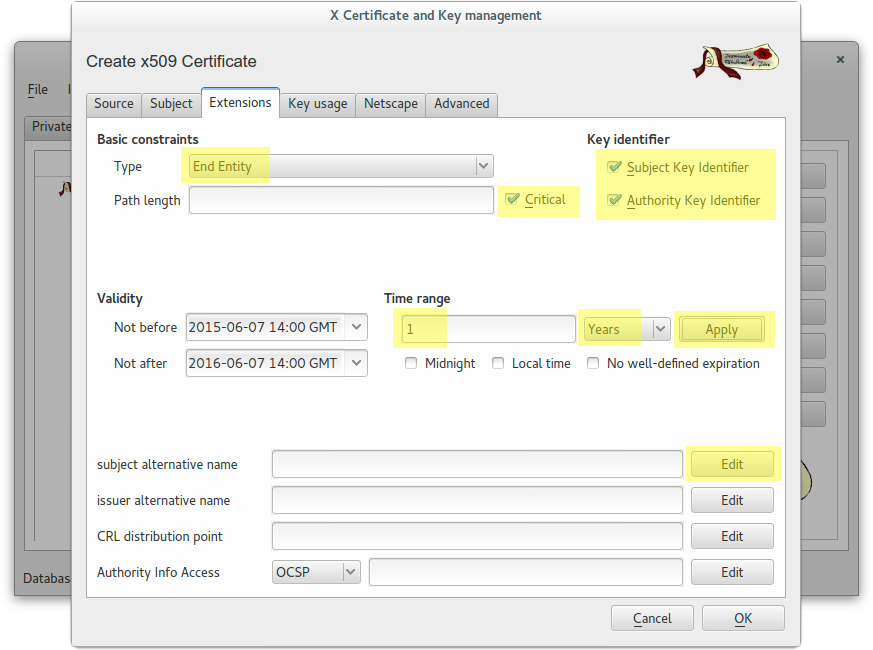 X Certificate and Key management
Create x509 Certificate
File
Private
Source Subject Extensions Key usage Netscape Advanced
Basic constraints Key identifier
Type End Entity Subject Key Identifier
Path length Critical Authority Key Identifier
Validity Time range
Not before 2015-06-07 14:00 GMT 1 Years Apply
Not after 2016-06-07 14:00 GMT Midnight Local time No well-defined expiration
subject alternative name Edit
issuer alternative name Edit
CRL distribution point Edit
Authority Info Access OCSP Edit
Databas
Cancel OK